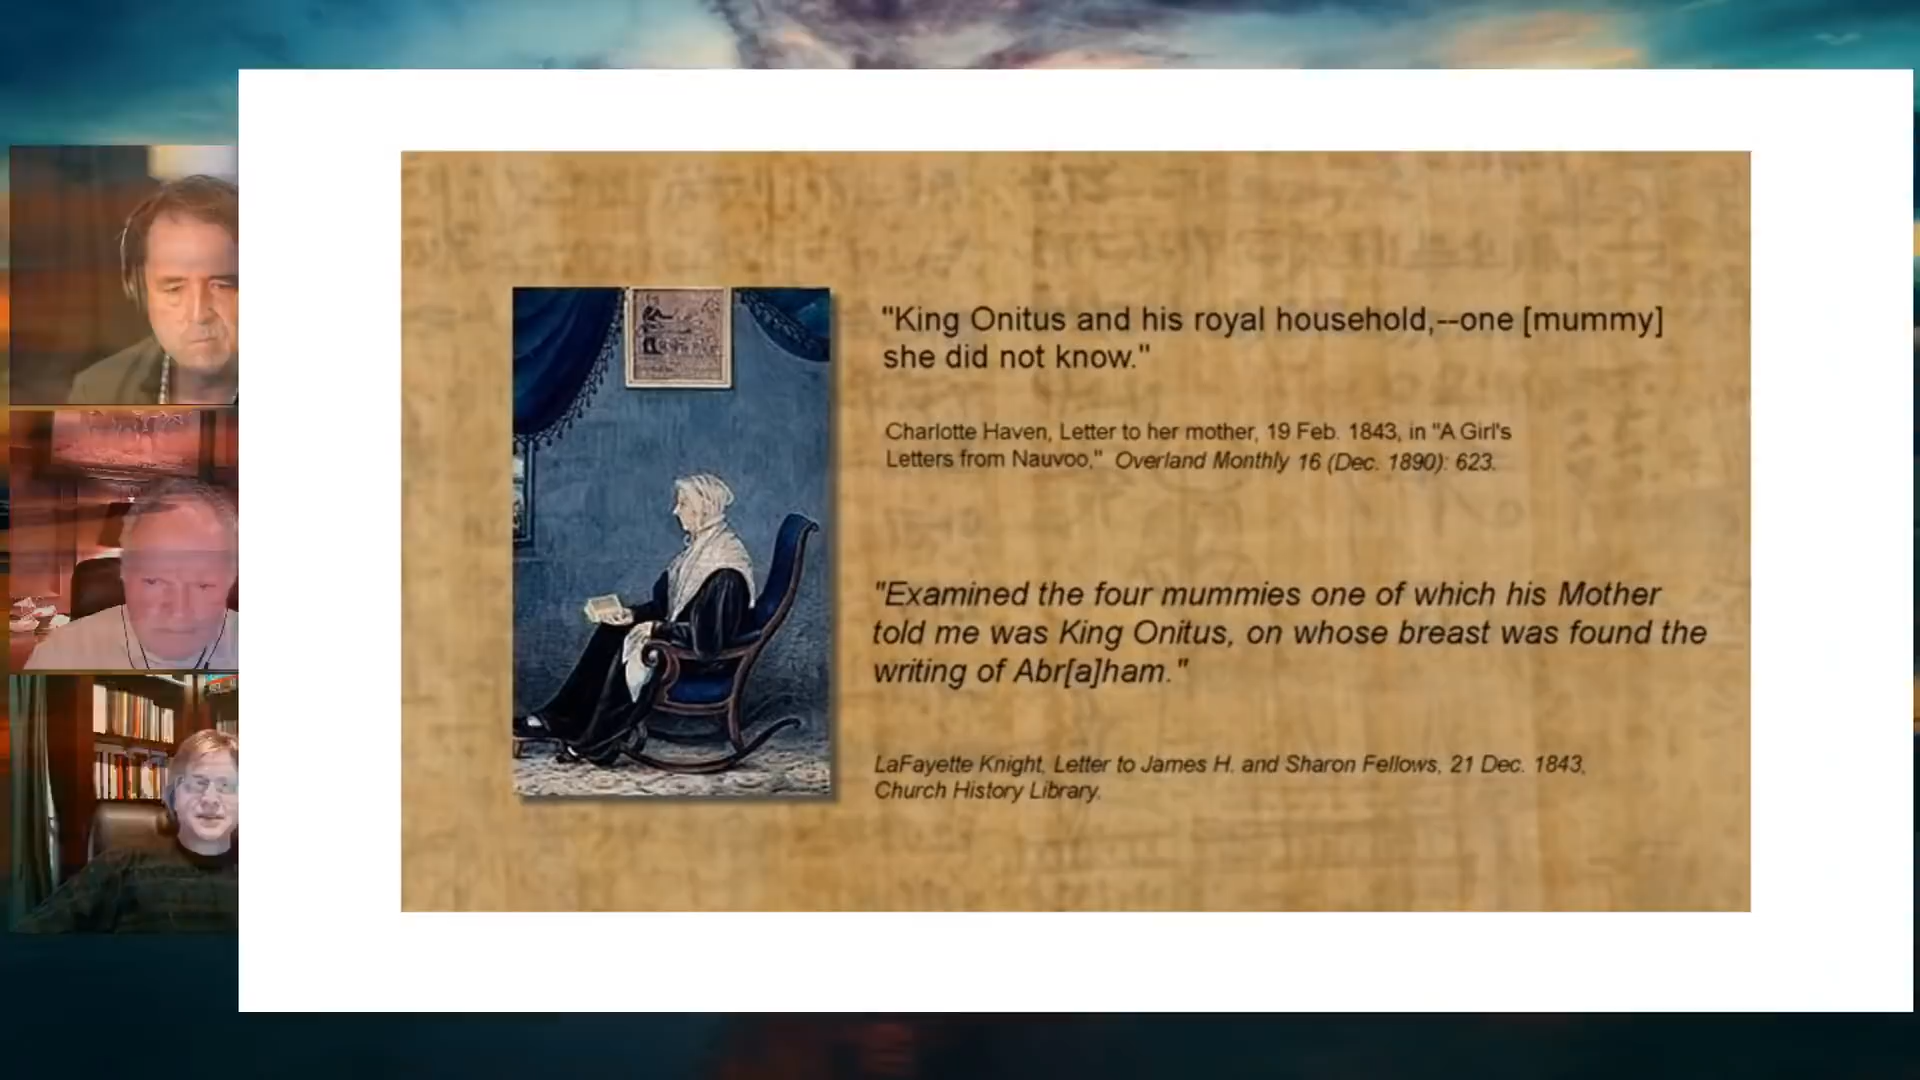 "King Onitus and his royal household,--one [mummy]
she did not know."
Charlotte Haven, Letter to her mother, 19 Feb. 1843, in "A Girl's
Letters from Nauvoo," Overland Monthly 16 (Dec. 1890): 623.
"Examined the four mummies one of which his Mother
told me was King Onitus, on whose breast was found the
writing of Abr[a]ham."
LaFayette Knight, Letter to James H. and Sharon Fellows, 21 Dec. 1843,
Church History Library.